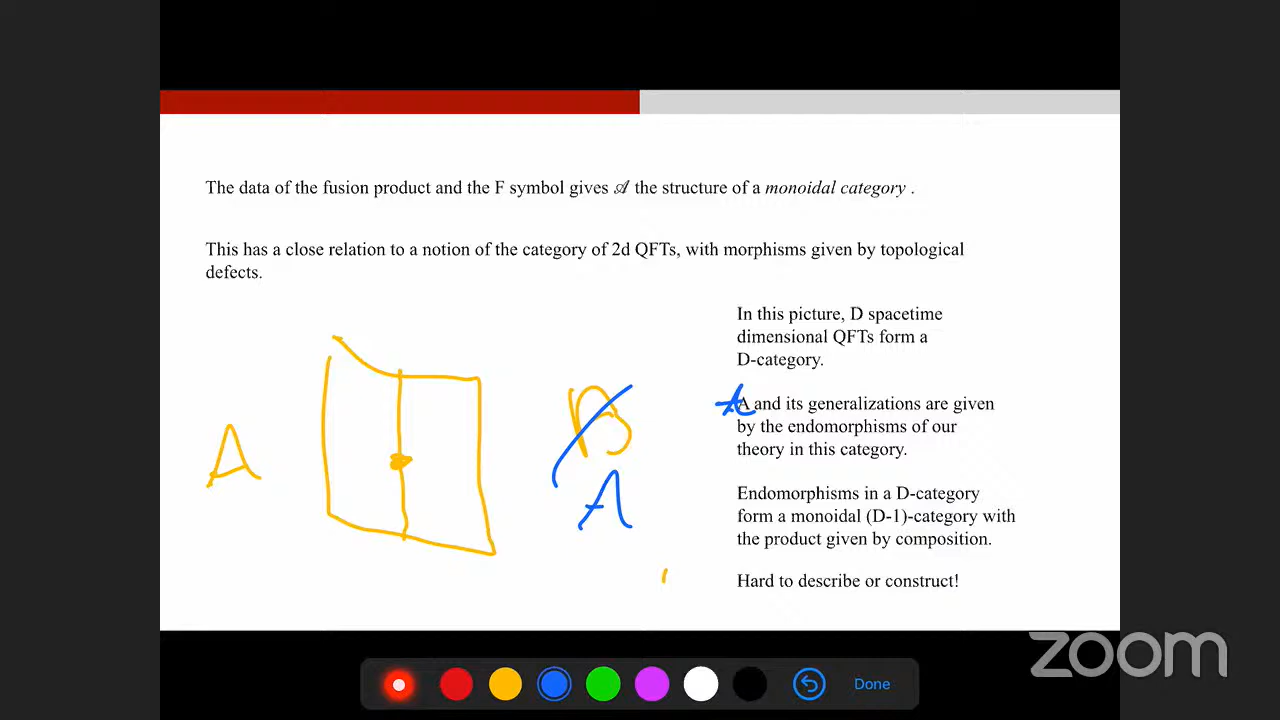 The data of the fusion product and the F symbol gives 𝒜 the structure of a monoidal category .
This has a close relation to a notion of the category of 2d QFTs, with morphisms given by topological
defects.
In this picture, D spacetime
dimensional QFTs form a
D-category.
A and its generalizations are given
by the endomorphisms of our
theory in this category.
Endomorphisms in a D-category
form a monoidal (D-1)-category with
the product given by composition.
Hard to describe or construct!
A
B
A
zoom
Done